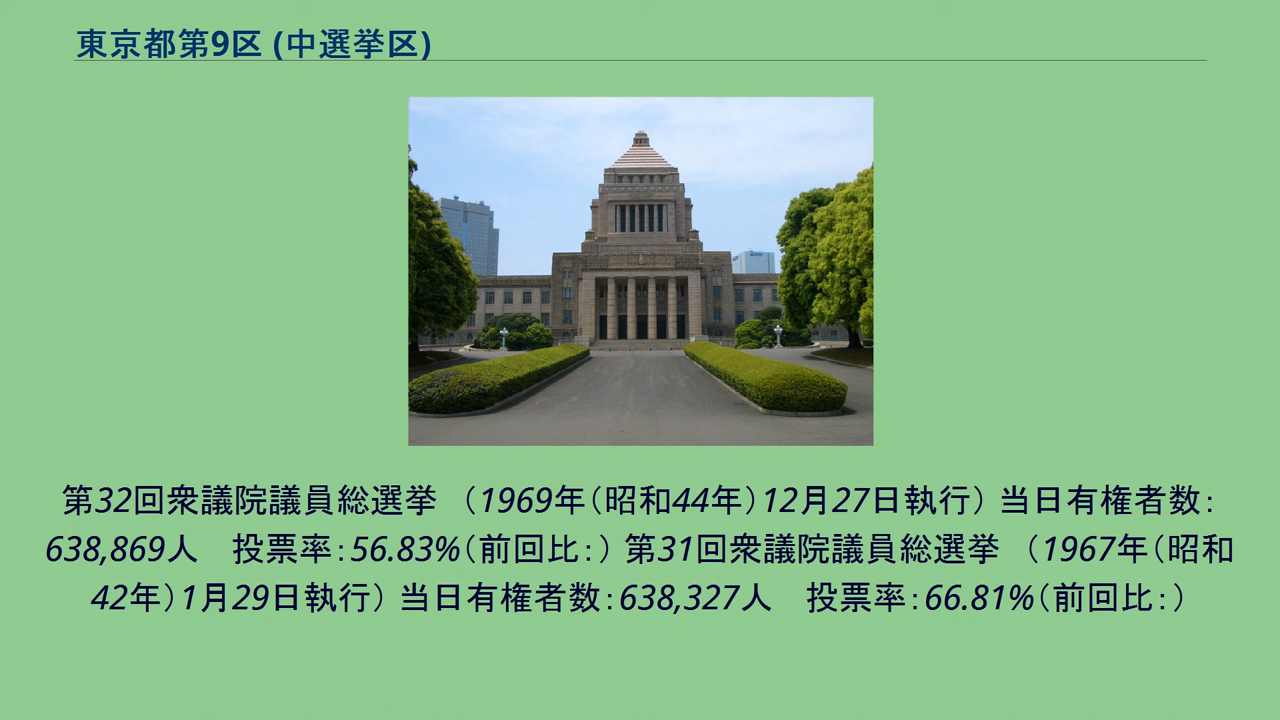 東京都第9区 (中選挙区)
第32回衆議院議員総選挙　（1969年（昭和44年）12月27日執行） 当日有権者数：
638,869人　投票率：56.83%（前回比：） 第31回衆議院議員総選挙　（1967年（昭和
42年）1月29日執行） 当日有権者数：638,327人　投票率：66.81%（前回比：）